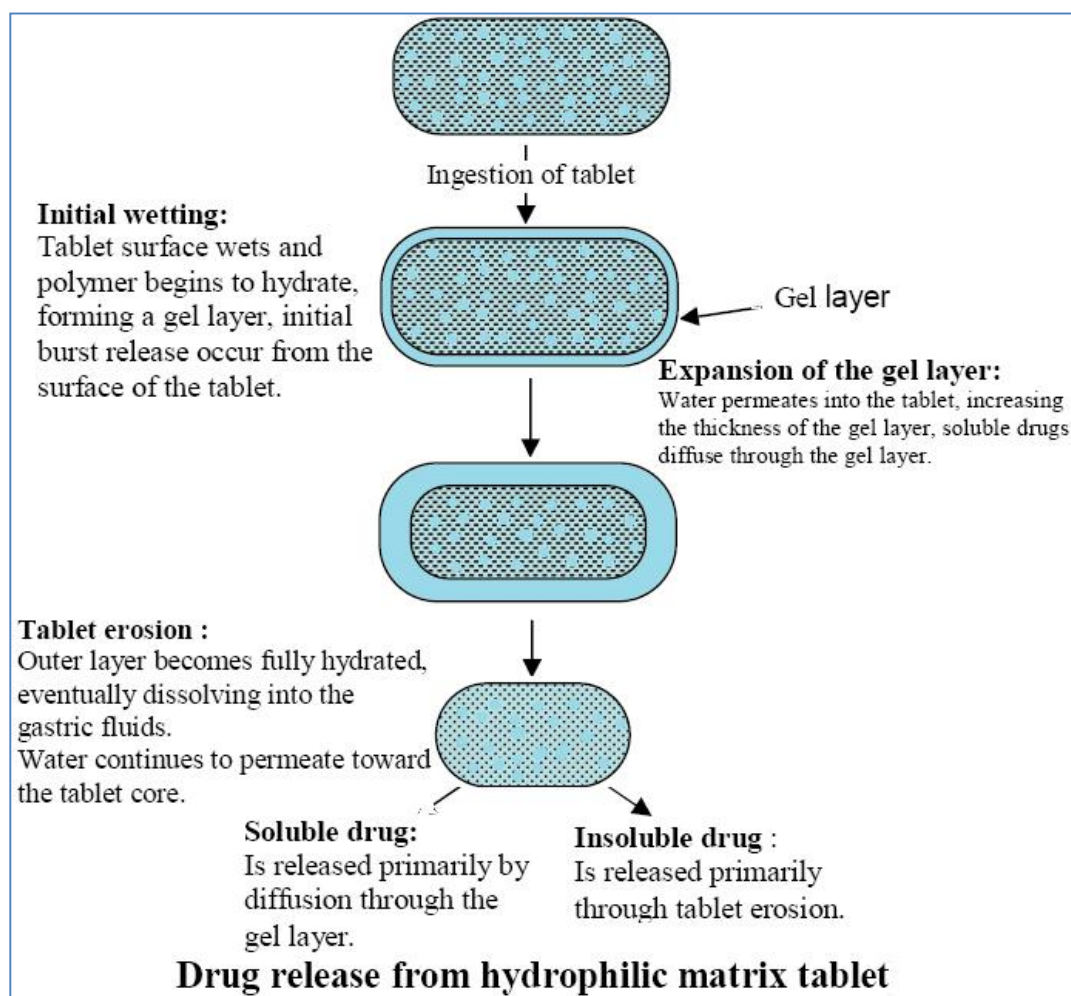 Ingestion of tablet
Initial wetting:
Tablet surface wets and
polymer begins to hydrate,
forming a gel layer, initial
burst release occur from the
surface of the tablet.
Gel layer
Expansion of the gel layer:
Water permeates into the tablet, increasing
the thickness of the gel layer, soluble drugs
diffuse through the gel layer.
Tablet erosion :
Outer layer becomes fully hydrated,
eventually dissolving into the
gastric fluids.
Water continues to permeate toward
the tablet core.
Soluble drug:
Is released primarily by
diffusion through the
gel layer.
Insoluble drug :
Is released primarily
through tablet erosion.
Drug release from hydrophilic matrix tablet